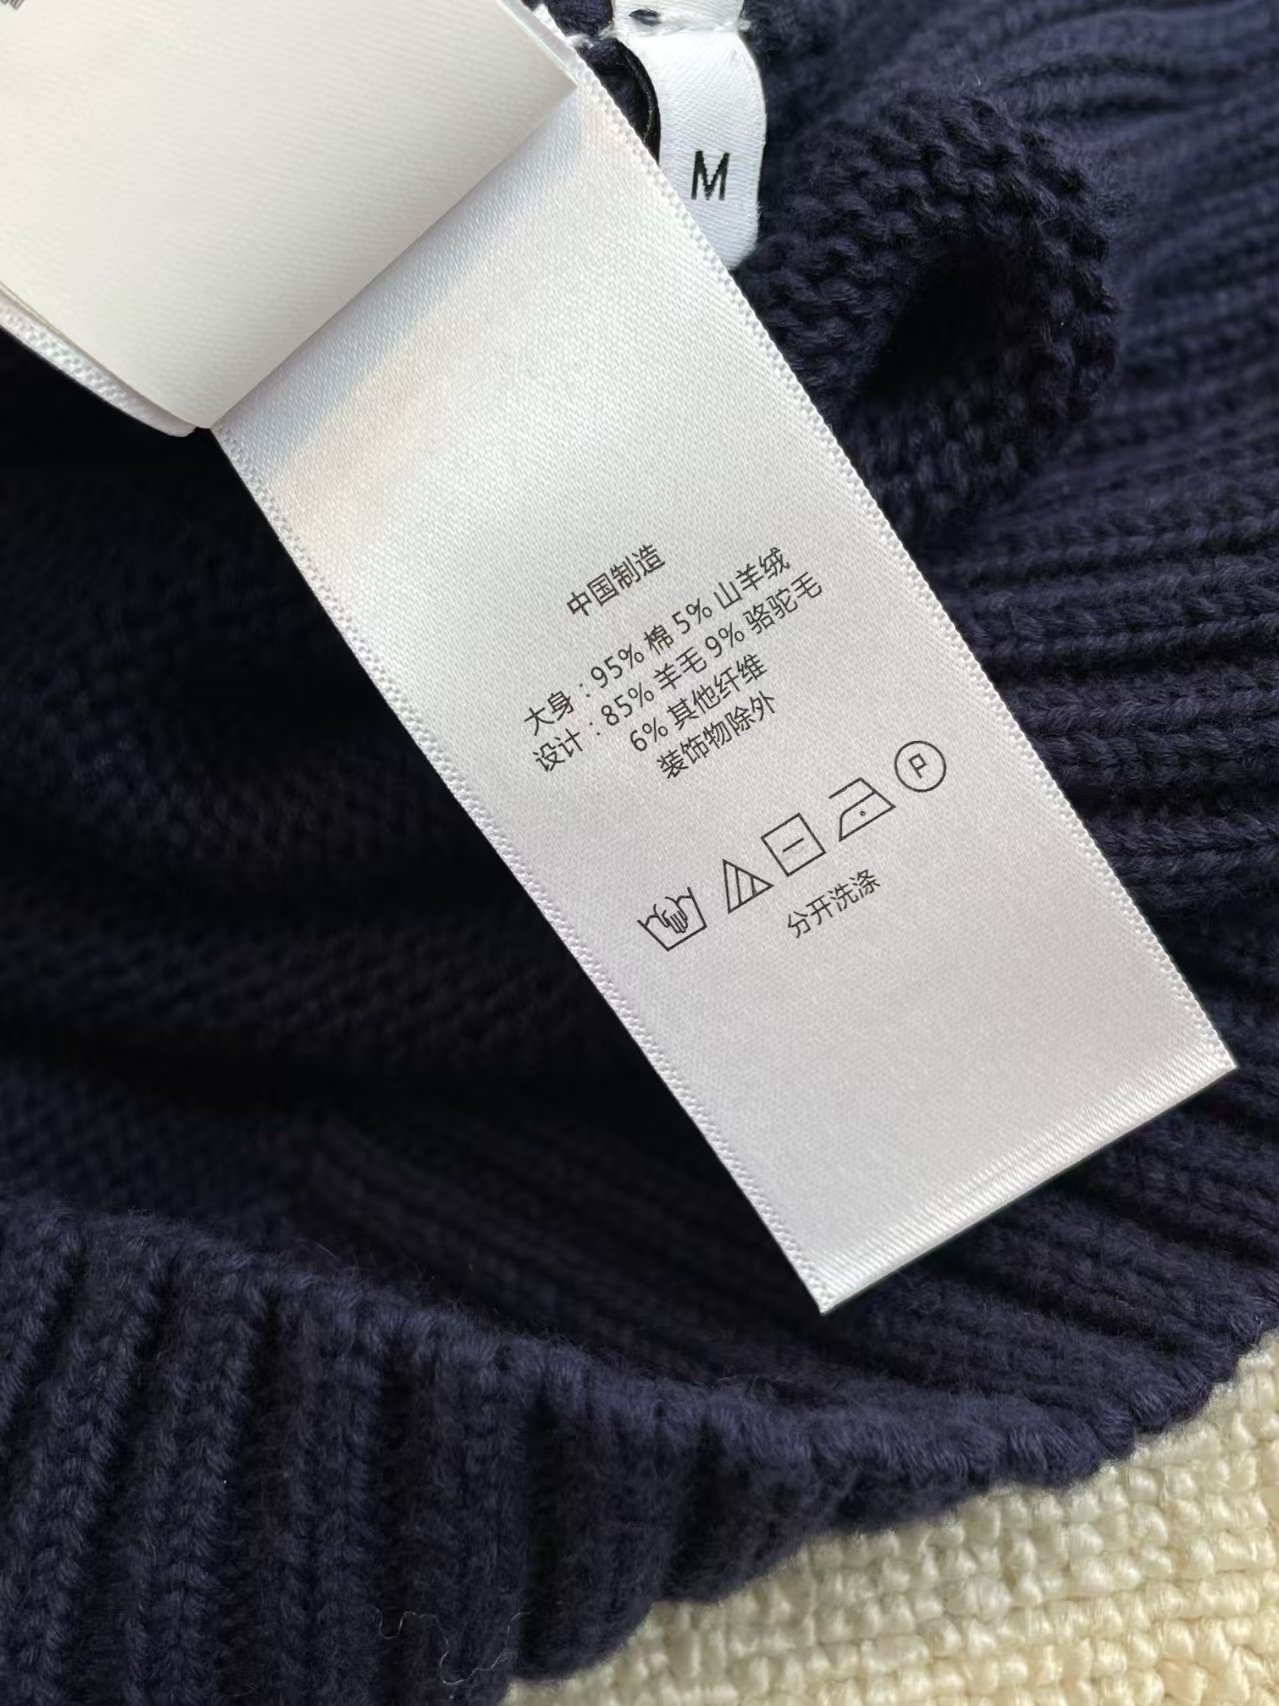 M
中国制造
大身 : 95% 棉 5% 山羊绒
设计 : 85% 羊毛 9% 骆驼毛
6% 其他纤维
装饰物除外
P
分开洗涤